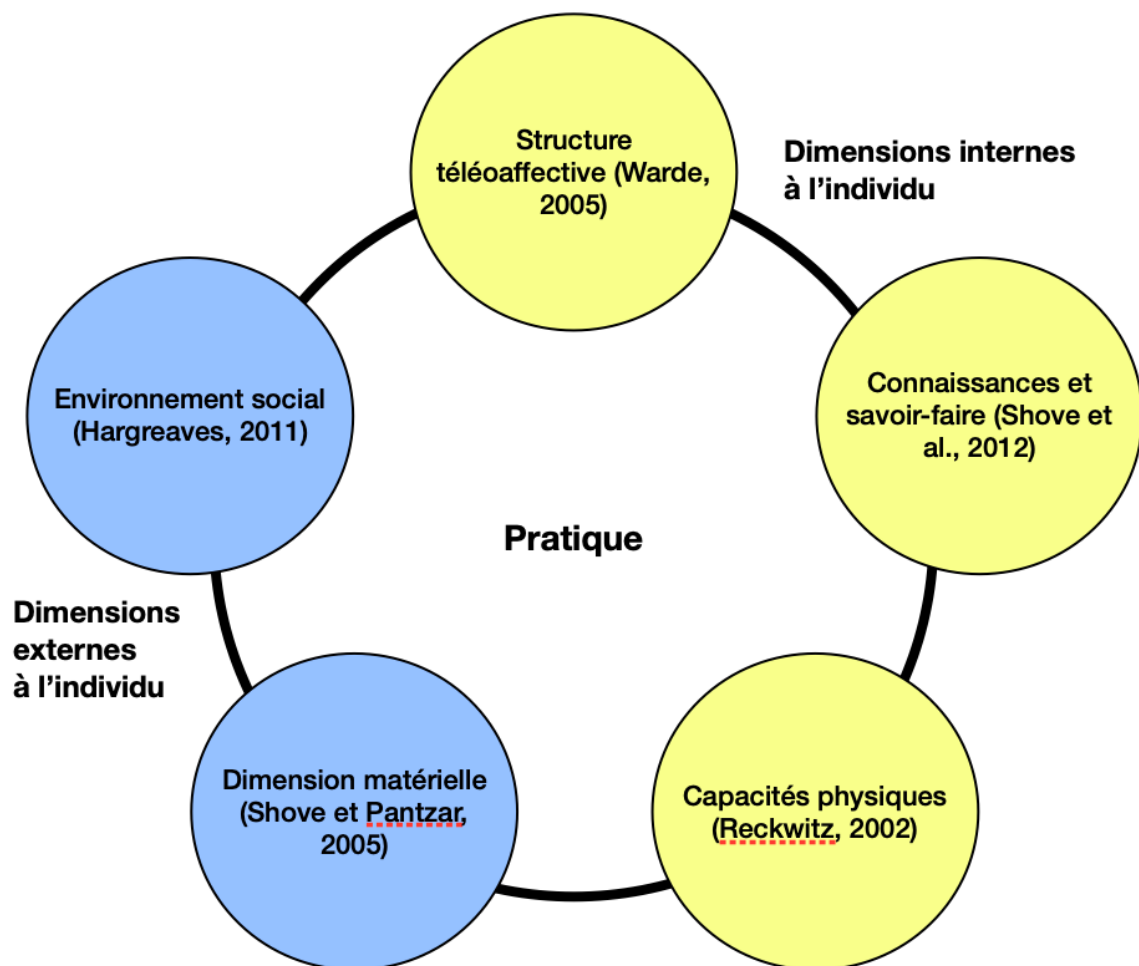 Structure
téléoaffective (Warde,
2005)
Dimensions internes
à l’individu
Environnement social
(Hargreaves, 2011)
Connaissances et
savoir-faire (Shove et
al., 2012)
Pratique
Dimensions
externes
à l’individu
Dimension matérielle
(Shove et Pantzar,
2005)
Capacités physiques
(Reckwitz, 2002)